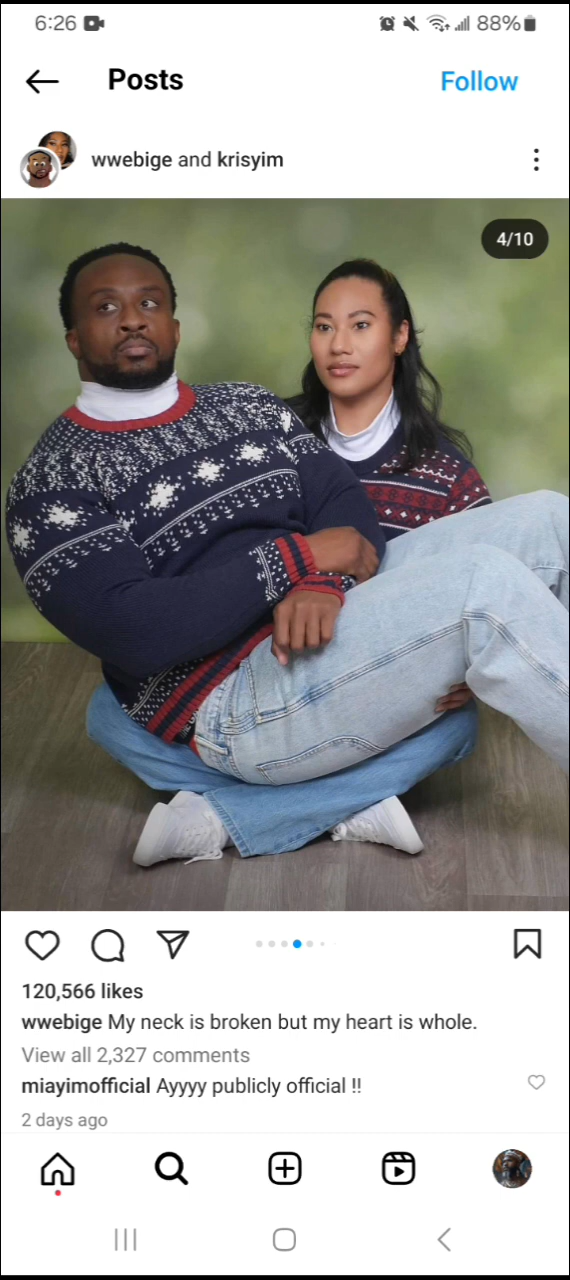 6:26 88%
Posts Follow
wwebige and krisyim
4/10
120,566 likes
wwebige My neck is broken but my heart is whole.
View all 2,327 comments
miayimofficial Ayyyy publicly official !!
2 days ago